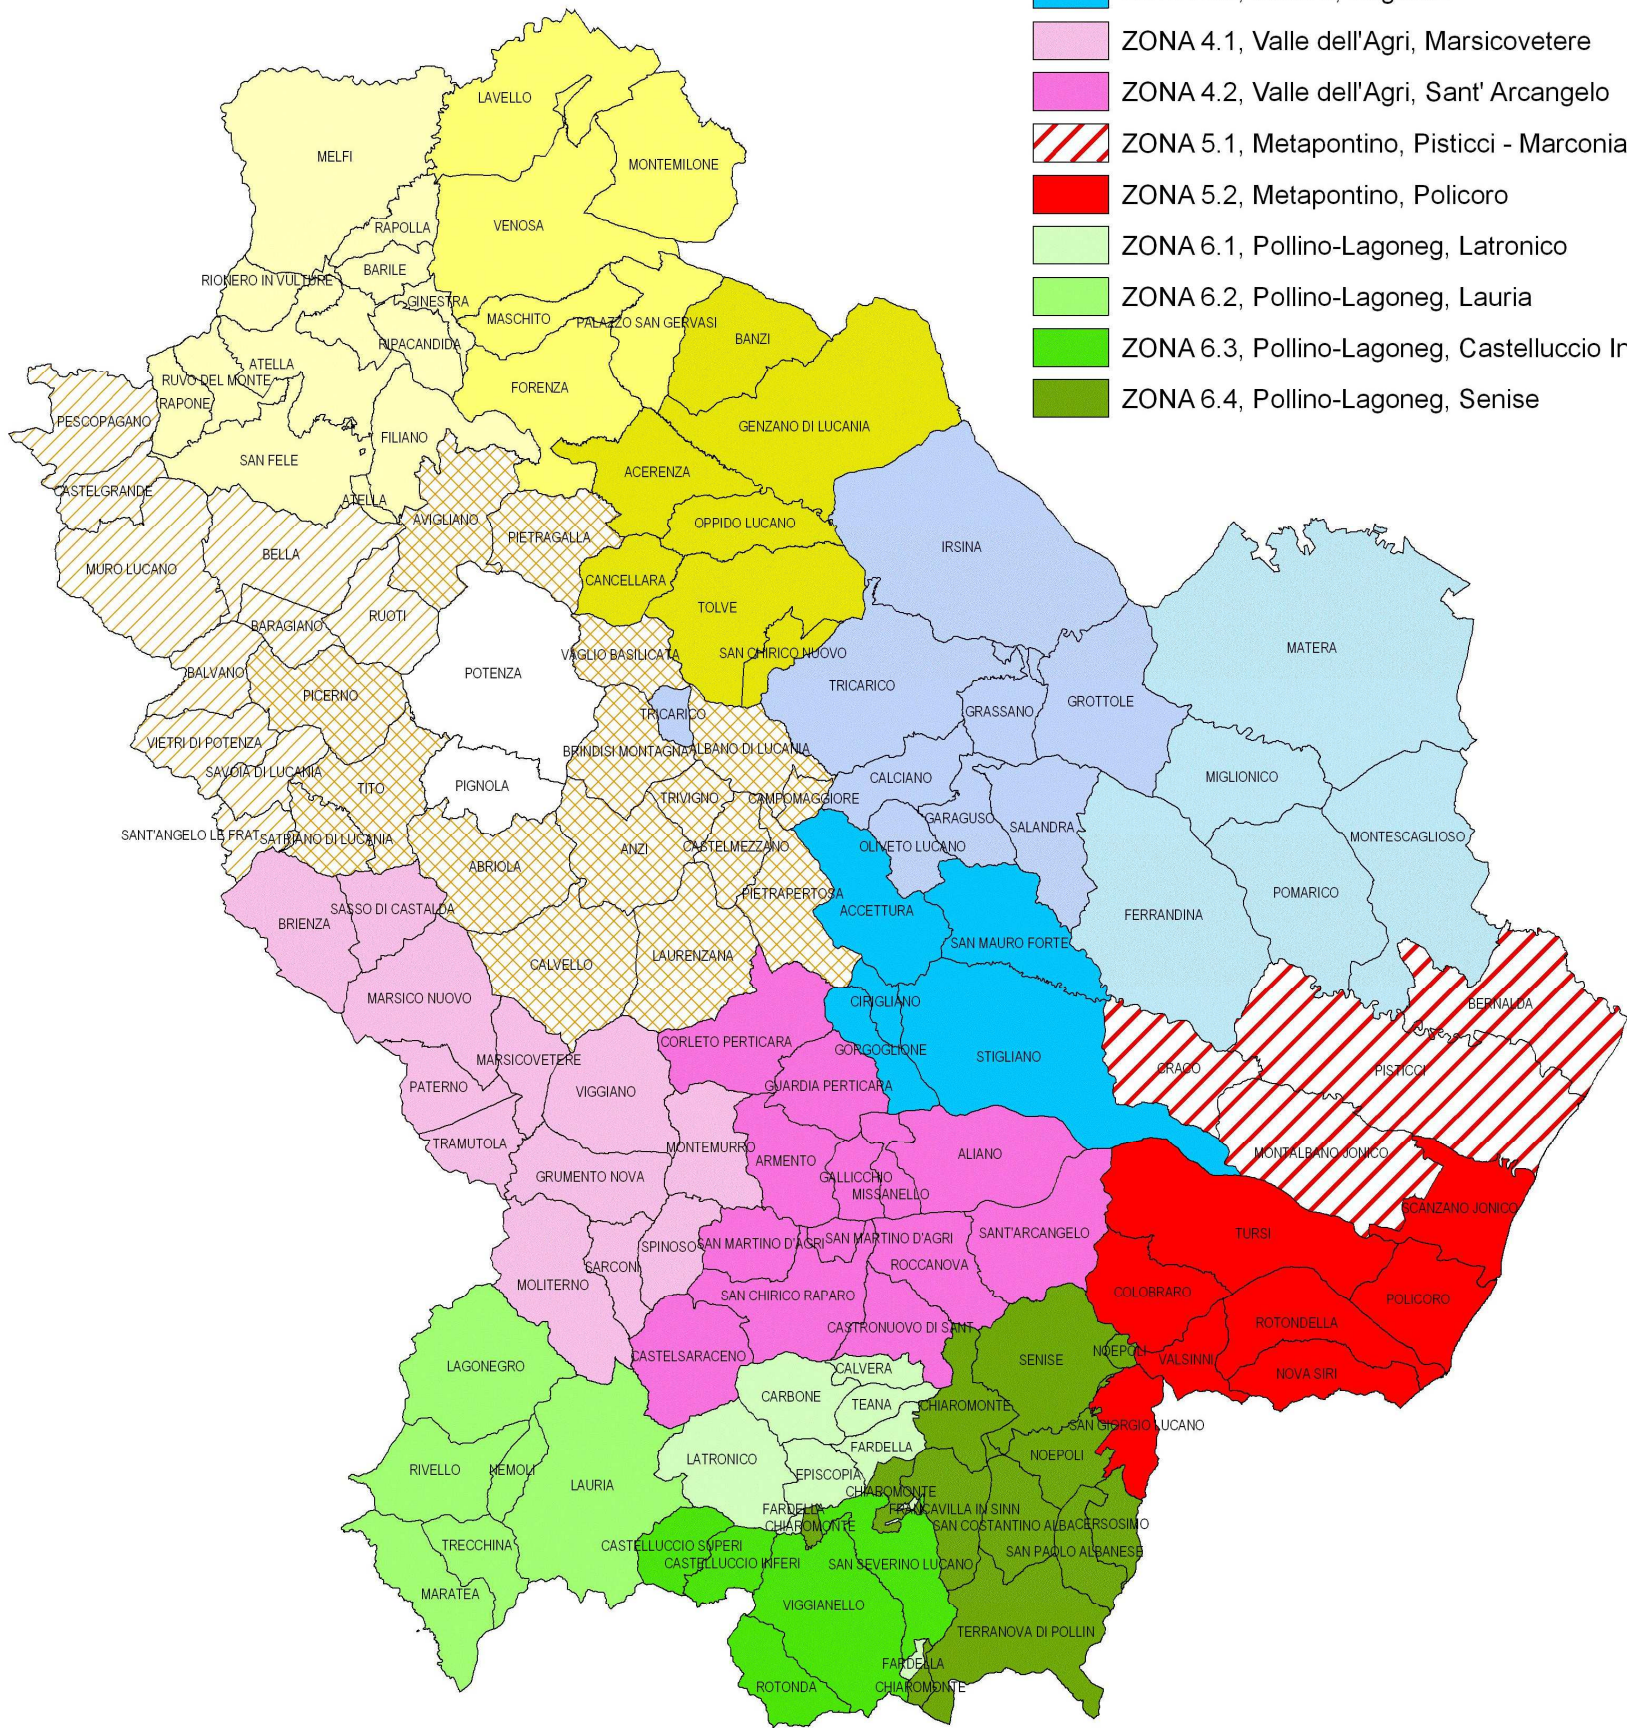 ZONA 4.1, Valle dell'Agri, Marsicovetere
ZONA 4.2, Valle dell'Agri, Sant' Arcangelo
ZONA 5.1, Metapontino, Pisticci - Marconia
ZONA 5.2, Metapontino, Policoro
ZONA 6.1, Pollino-Lagoneg, Latronico
ZONA 6.2, Pollino-Lagoneg, Lauria
ZONA 6.3, Pollino-Lagoneg, Castelluccio In
ZONA 6.4, Pollino-Lagoneg, Senise
LAVELLO
MELFI
MONTEMILONE
RAPOLLA
VENOSA
BARILE
RIONERO IN VULTURE
GINESTRA
MASCHITO
PALAZZO SAN GERVASI
BANZI
RIPACANDIDA
ATELLA
RUVO DEL MONTE
RAPONE
FORENZA
PESCOPAGANO
GENZANO DI LUCANIA
FILIANO
SAN FELE
ACERENZA
CASTELGRANDE
ATELLA
AVIGLIANO
OPPIDO LUCANO
PIETRAGALLA
IRSINA
BELLA
MURO LUCANO
CANCELLARA
TOLVE
RUOTI
BARAGIANO
MATERA
VAGLIO BASILICATA
SAN CHIRICO NUOVO
BALVANO
POTENZA
TRICARICO
PICERNO
GROTTOLE
GRASSANO
TRICARICO
VIETRI DI POTENZA
BRINDISI MONTAGNA
ALBANO DI LUCANIA
SAVOIA DI LUCANIA
CALCIANO
MIGLIONICO
TITO
PIGNOLA
TRIVIGNO
CAMPOMAGGIORE
GARAGUSO
SALANDRA
SANT'ANGELO LE FRAT
SATRIANO DI LUCANIA
MONTESCAGLIOSO
ANZI
CASTELMEZZANO
OLIVETO LUCANO
ABRIOLA
PIETRAPERTOSA
POMARICO
SASSO DI CASTALDA
ACCETTURA
FERRANDINA
BRIENZA
SAN MAURO FORTE
LAURENZANA
CALVELLO
MARSICO NUOVO
CIRIGLIANO
BERNALDA
CORLETO PERTICARA
GORGOGLIONE
STIGLIANO
MARSICOVETERE
CRACO
PISTICCI
PATERNO
GUARDIA PERTICARA
VIGGIANO
TRAMUTOLA
MONTEMURRO
ALIANO
MONTALBANO JONICO
ARMENTO
GRUMENTO NOVA
GALLICCHIO
MISSANELLO
SCANZANO JONICO
SANT'ARCANGELO
TURSI
SAN MARTINO D'AGRI
SAN MARTINO D'AGRI
SPINOSO
SARCONI
ROCCANOVA
MOLITERNO
COLOBRARO
SAN CHIRICO RAPARO
POLICORO
ROTONDELLA
CASTRONUOVO DI SANT
NOEPOLI
CASTELSARACENO
SENISE
VALSINNI
LAGONEGRO
CALVERA
NOVA SIRI
CARBONE
TEANA
CHIAROMONTE
SAN GIORGIO LUCANO
FARDELLA
NOEPOLI
LATRONICO
RIVELLO
NEMOLI
EPISCOPIA
LAURIA
CHIAROMONTE
FARDELLA
FRANCAVILLA IN SINN
CHIAROMONTE
SAN COSTANTINO ALBA
CERSOSIMO
TRECCHINA
CASTELLUCCIO SUPERI
SAN PAOLO ALBANESE
CASTELLUCCIO INFERI
SAN SEVERINO LUCANO
MARATEA
VIGGIANELLO
TERRANOVA DI POLLIN
FARDELLA
ROTONDA
CHIAROMONTE